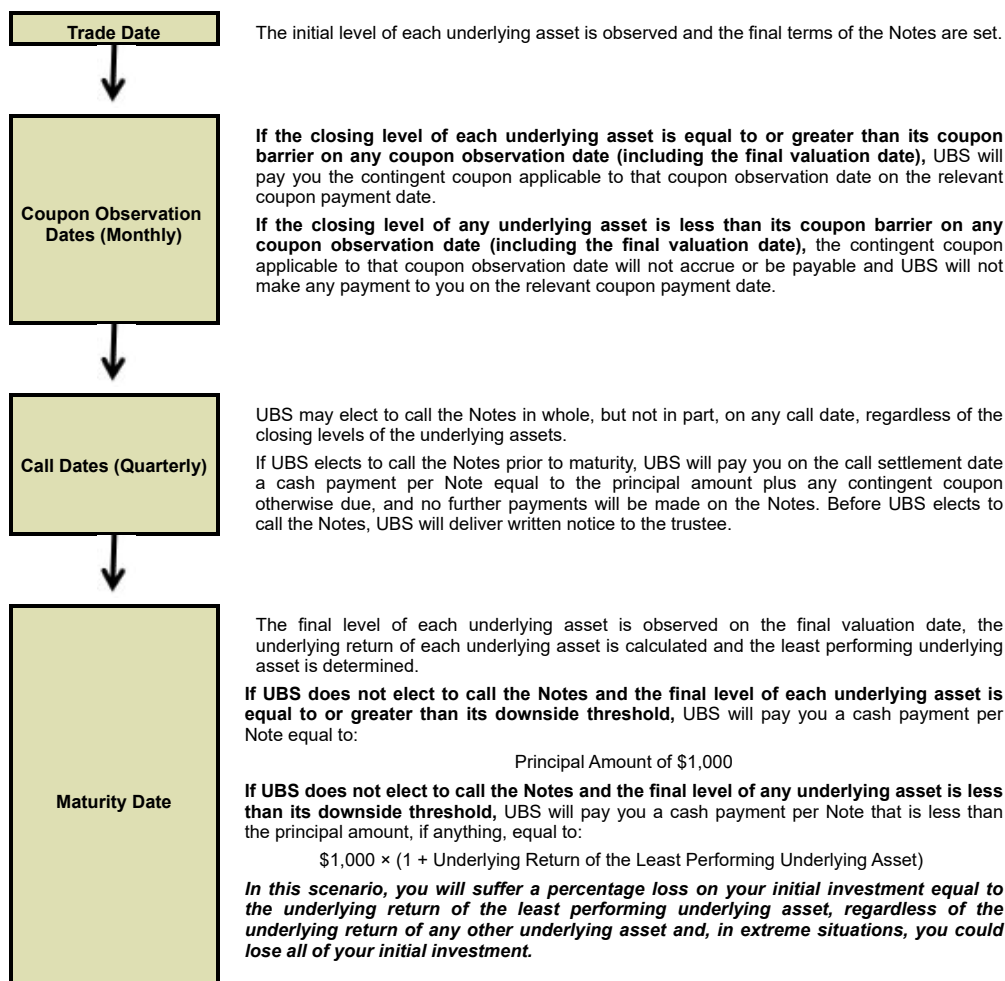 Trade Date
The initial level of each underlying asset is observed and the final terms of the Notes are set.
Coupon Observation
Dates (Monthly)
If the closing level of each underlying asset is equal to or greater than its coupon
barrier on any coupon observation date (including the final valuation date), UBS will
pay you the contingent coupon applicable to that coupon observation date on the relevant
coupon payment date.
If the closing level of any underlying asset is less than its coupon barrier on any
coupon observation date (including the final valuation date), the contingent coupon
applicable to that coupon observation date will not accrue or be payable and UBS will not
make any payment to you on the relevant coupon payment date.
Call Dates (Quarterly)
UBS may elect to call the Notes in whole, but not in part, on any call date, regardless of the
closing levels of the underlying assets.
If UBS elects to call the Notes prior to maturity, UBS will pay you on the call settlement date
a cash payment per Note equal to the principal amount plus any contingent coupon
otherwise due, and no further payments will be made on the Notes. Before UBS elects to
call the Notes, UBS will deliver written notice to the trustee.
Maturity Date
The final level of each underlying asset is observed on the final valuation date, the
underlying return of each underlying asset is calculated and the least performing underlying
asset is determined.
If UBS does not elect to call the Notes and the final level of each underlying asset is
equal to or greater than its downside threshold, UBS will pay you a cash payment per
Note equal to:
Principal Amount of $1,000
If UBS does not elect to call the Notes and the final level of any underlying asset is less
than its downside threshold, UBS will pay you a cash payment per Note that is less than
the principal amount, if anything, equal to:
$1,000 × (1 + Underlying Return of the Least Performing Underlying Asset)
In this scenario, you will suffer a percentage loss on your initial investment equal to
the underlying return of the least performing underlying asset, regardless of the
underlying return of any other underlying asset and, in extreme situations, you could
lose all of your initial investment.